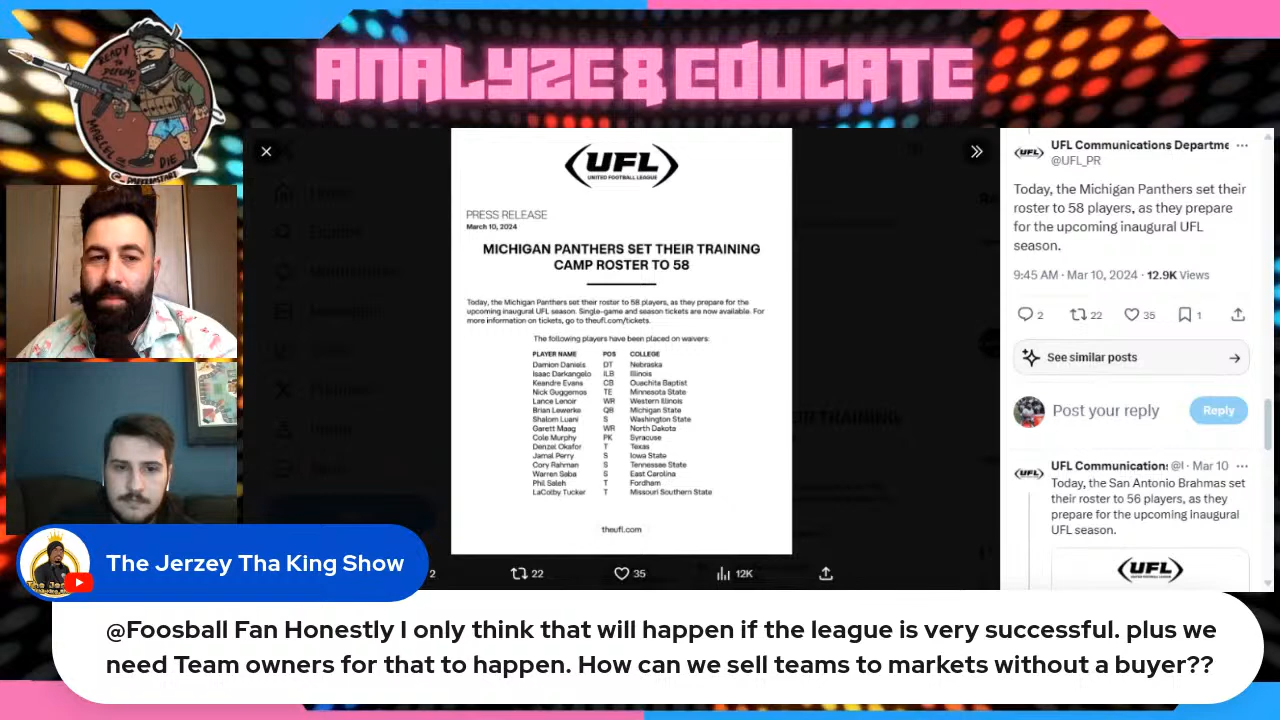 ANALYZE & EDUCATE
READY
TO
DEFEND
MARCEL
DIE
UFL
UNITED FOOTBALL LEAGUE
PRESS RELEASE
March 10, 2024
MICHIGAN PANTHERS SET THEIR TRAINING
CAMP ROSTER TO 58
Today, the Michigan Panthers set their roster to 58 players, as they prepare for the
upcoming inaugural UFL season. Single-game and season tickets are now available. For
more information on tickets, go to theufl.com/tickets.
The following players have been placed on waivers:
PLAYER NAME POS COLLEGE
Damion Daniels DT Nebraska
Isaac Darkangelo ILB Illinois
Keandre Evans CB Ouachita Baptist
Nick Guggemos TE Minnesota State
Lance Lenoir WR Western Illinois
Brian Lewerke QB Michigan State
Shalom Luani S Washington State
Garett Maag WR North Dakota
Cole Murphy PK Syracuse
Denzel Okafor T Texas
Jamal Perry S Iowa State
Cory Rahman S Tennessee State
Warren Saba S East Carolina
Phil Saleh T Fordham
LaColby Tucker T Missouri Southern State
theufl.com
2 22 35 12K
UFL Communications Departme ...
@UFL_PR
Today, the Michigan Panthers set their
roster to 58 players, as they prepare
for the upcoming inaugural UFL
season.
9:45 AM · Mar 10, 2024 · 12.9K Views
2 22 35 1
See similar posts
Post your reply Reply
UFL Communications @l · Mar 10 ...
Today, the San Antonio Brahmas set
their roster to 56 players, as they
prepare for the upcoming inaugural
UFL season.
UFL
The Jerzey Tha King Show
@Foosball Fan Honestly I only think that will happen if the league is very successful. plus we
need Team owners for that to happen. How can we sell teams to markets without a buyer??